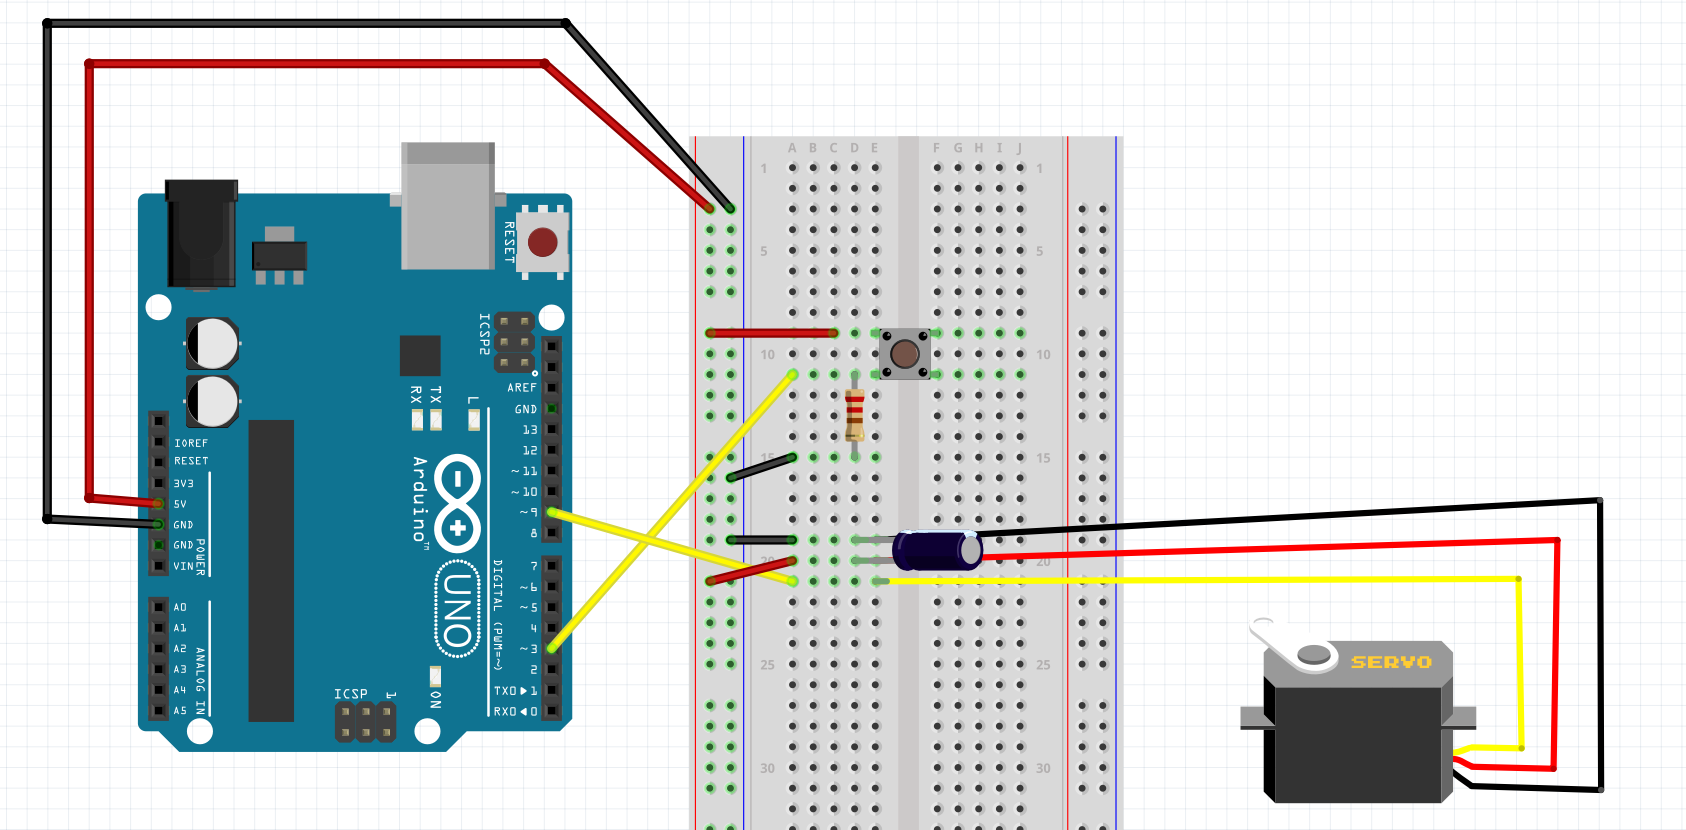 RESET
ICSP2
AREF
GND
13
12
~11
~10
~9
8
7
~6
~5
4
~3
2
TX0▶1
RX0◀0
RX
TX
L
IOREF
RESET
3V3
5V
GND
GND
VIN
POWER
A0
A1
A2
A3
A4
A5
ANALOG IN
Arduino™
UNO
DIGITAL (PWM=~)
ON
ICSP
1
A B C D E F G H I J
1 1
5 5
10 10
15 15
20
25 25
30 30
SERVO